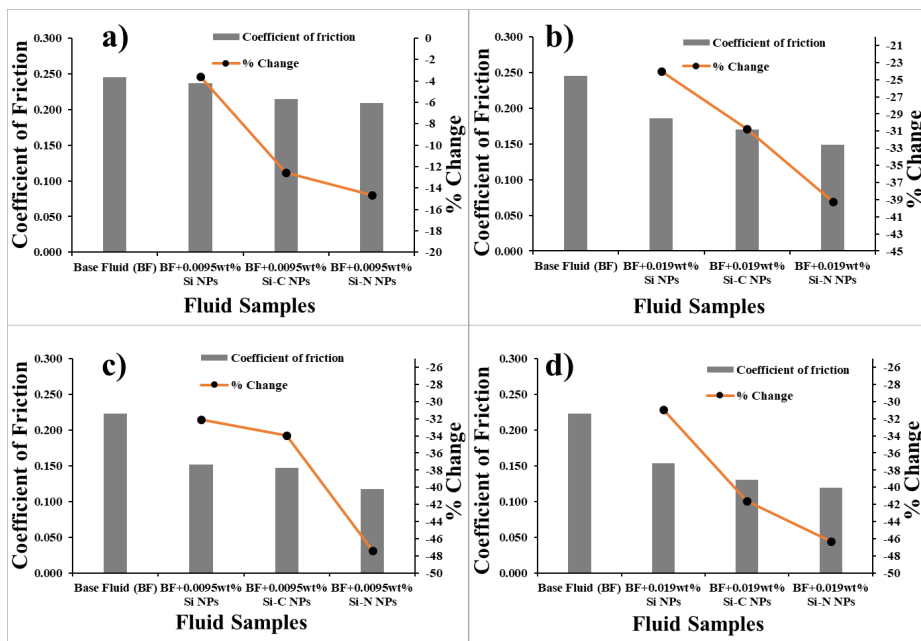 a)
Coefficient of friction
% Change
0.300
0.250
0.200
0.150
0.100
0.050
0.000
Coefficient of Friction
0
-2
-4
-6
-8
-10
-12
-14
-16
-18
-20
% Change
Base Fluid (BF) BF+0.0095wt% BF+0.0095wt% BF+0.0095wt%
Si NPs Si-C NPs Si-N NPs
Fluid Samples
b)
Coefficient of friction
% Change
0.300
0.250
0.200
0.150
0.100
0.050
0.000
Coefficient of Friction
-21
-23
-25
-27
-29
-31
-33
-35
-37
-39
-41
-43
-45
% Change
Base Fluid (BF) BF+0.019wt% BF+0.019wt% BF+0.019wt%
Si NPs Si-C NPs Si-N NPs
Fluid Samples
c)
Coefficient of friction
% Change
0.300
0.250
0.200
0.150
0.100
0.050
0.000
Coefficient of Friction
-26
-28
-30
-32
-34
-36
-38
-40
-42
-44
-46
-48
-50
% Change
Base Fluid (BF) BF+0.0095wt% BF+0.0095wt% BF+0.0095wt%
Si NPs Si-C NPs Si-N NPs
Fluid Samples
d)
Coefficient of friction
% Change
0.300
0.250
0.200
0.150
0.100
0.050
0.000
Coefficient of Friction
-26
-28
-30
-32
-34
-36
-38
-40
-42
-44
-46
-48
-50
% Change
Base Fluid (BF) BF+0.019wt% BF+0.019wt% BF+0.019wt%
Si NPs Si-C NPs Si-N NPs
Fluid Samples